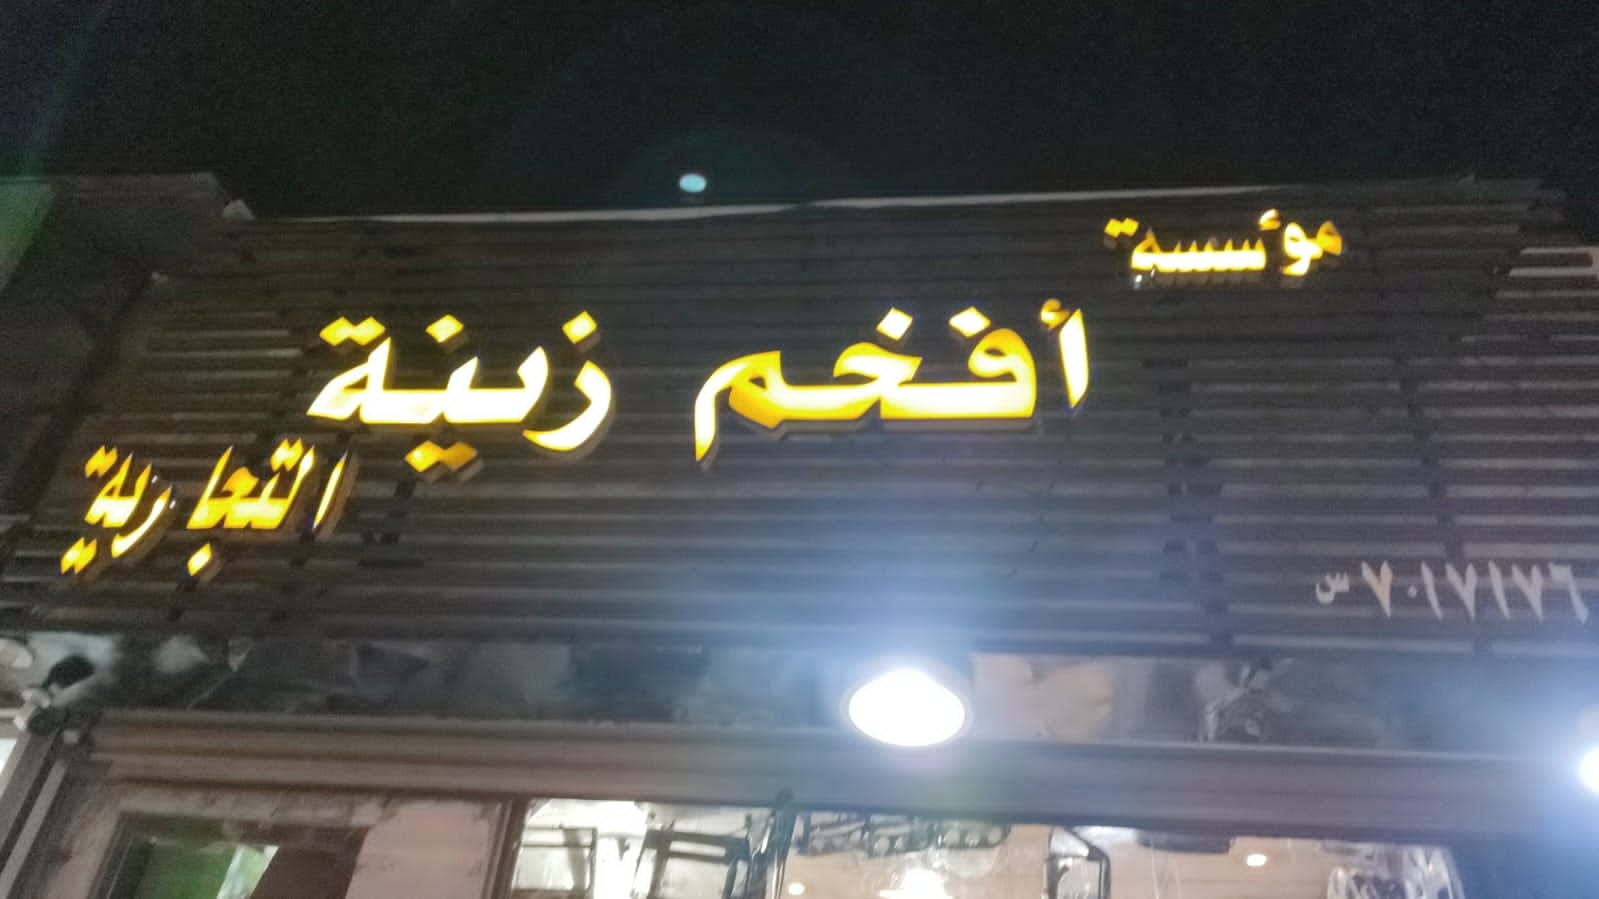 مؤسسة
أفخم زينة
التجارية
س ٧٠١٧١٧٦